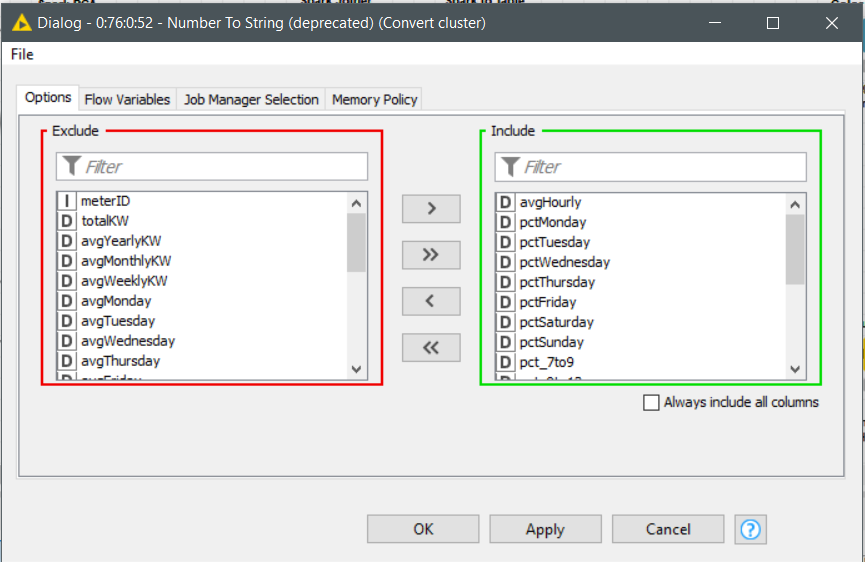 Dialog - 0:76:0:52 - Number To String (deprecated) (Convert cluster)
File
Options Flow Variables Job Manager Selection Memory Policy
Exclude
Filter
I meterID
D totalKW
D avgYearlyKW
D avgMonthlyKW
D avgWeeklyKW
D avgMonday
D avgTuesday
D avgWednesday
D avgThursday
D avgFriday
>
>>
<
<<
Include
Filter
D avgHourly
D pctMonday
D pctTuesday
D pctWednesday
D pctThursday
D pctFriday
D pctSaturday
D pctSunday
D pct_7to9
Always include all columns
OK Apply Cancel ?